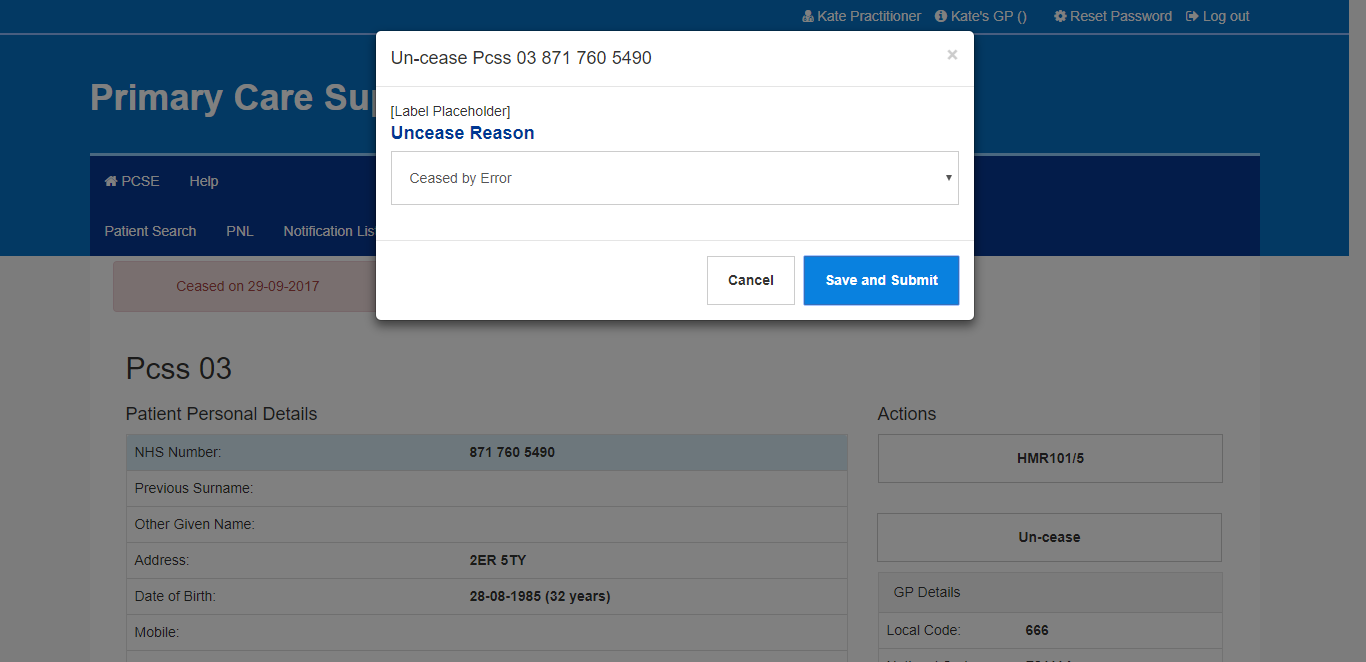 Kate Practitioner Kate's GP () Reset Password Log out
Un-cease Pcss 03 871 760 5490 ×
Primary Care
[Label Placeholder]
Uncease Reason
Ceased by Error
PCSE Help
Patient Search PNL Notification List
Cancel Save and Submit
Ceased on 29-09-2017
Pcss 03
Patient Personal Details
Actions
NHS Number: 871 760 5490
HMR101/5
Previous Surname:
Other Given Name:
Un-cease
Address: 2ER 5TY
Date of Birth: 28-08-1985 (32 years)
GP Details
Mobile:
Local Code: 666